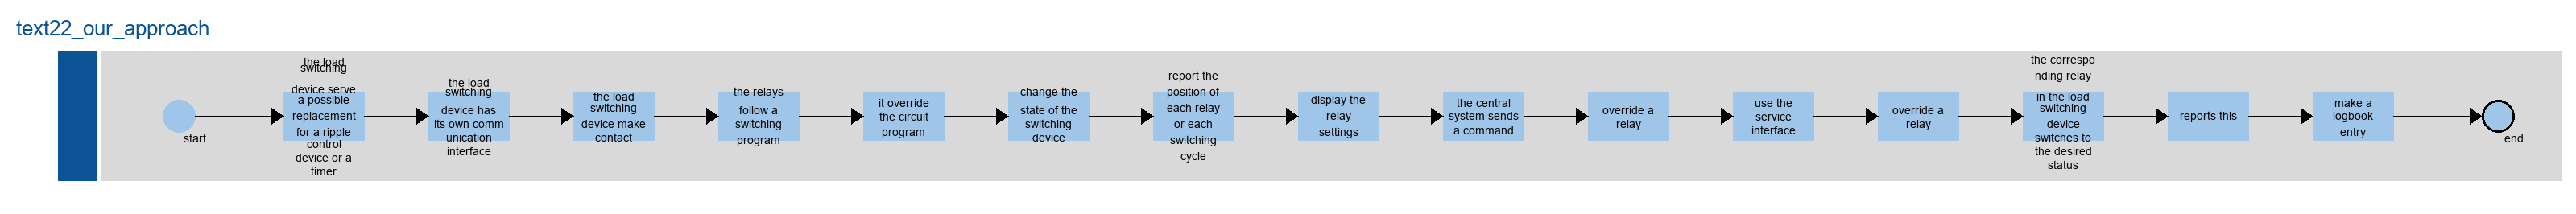 text22_our_approach
start
the load
switching
device serve
a possible
replacement
for a ripple
control
device or a
timer
the load
switching
device has
its own comm
unication
interface
the load
switching
device make
contact
the relays
follow a
switching
program
it override
the circuit
program
change the
state of the
switching
device
report the
position of
each relay
or each
switching
cycle
display the
relay
settings
the central
system sends
a command
override a
relay
use the
service
interface
override a
relay
the correspo
nding relay
in the load
switching
device
switches to
the desired
status
reports this
make a
logbook
entry
end